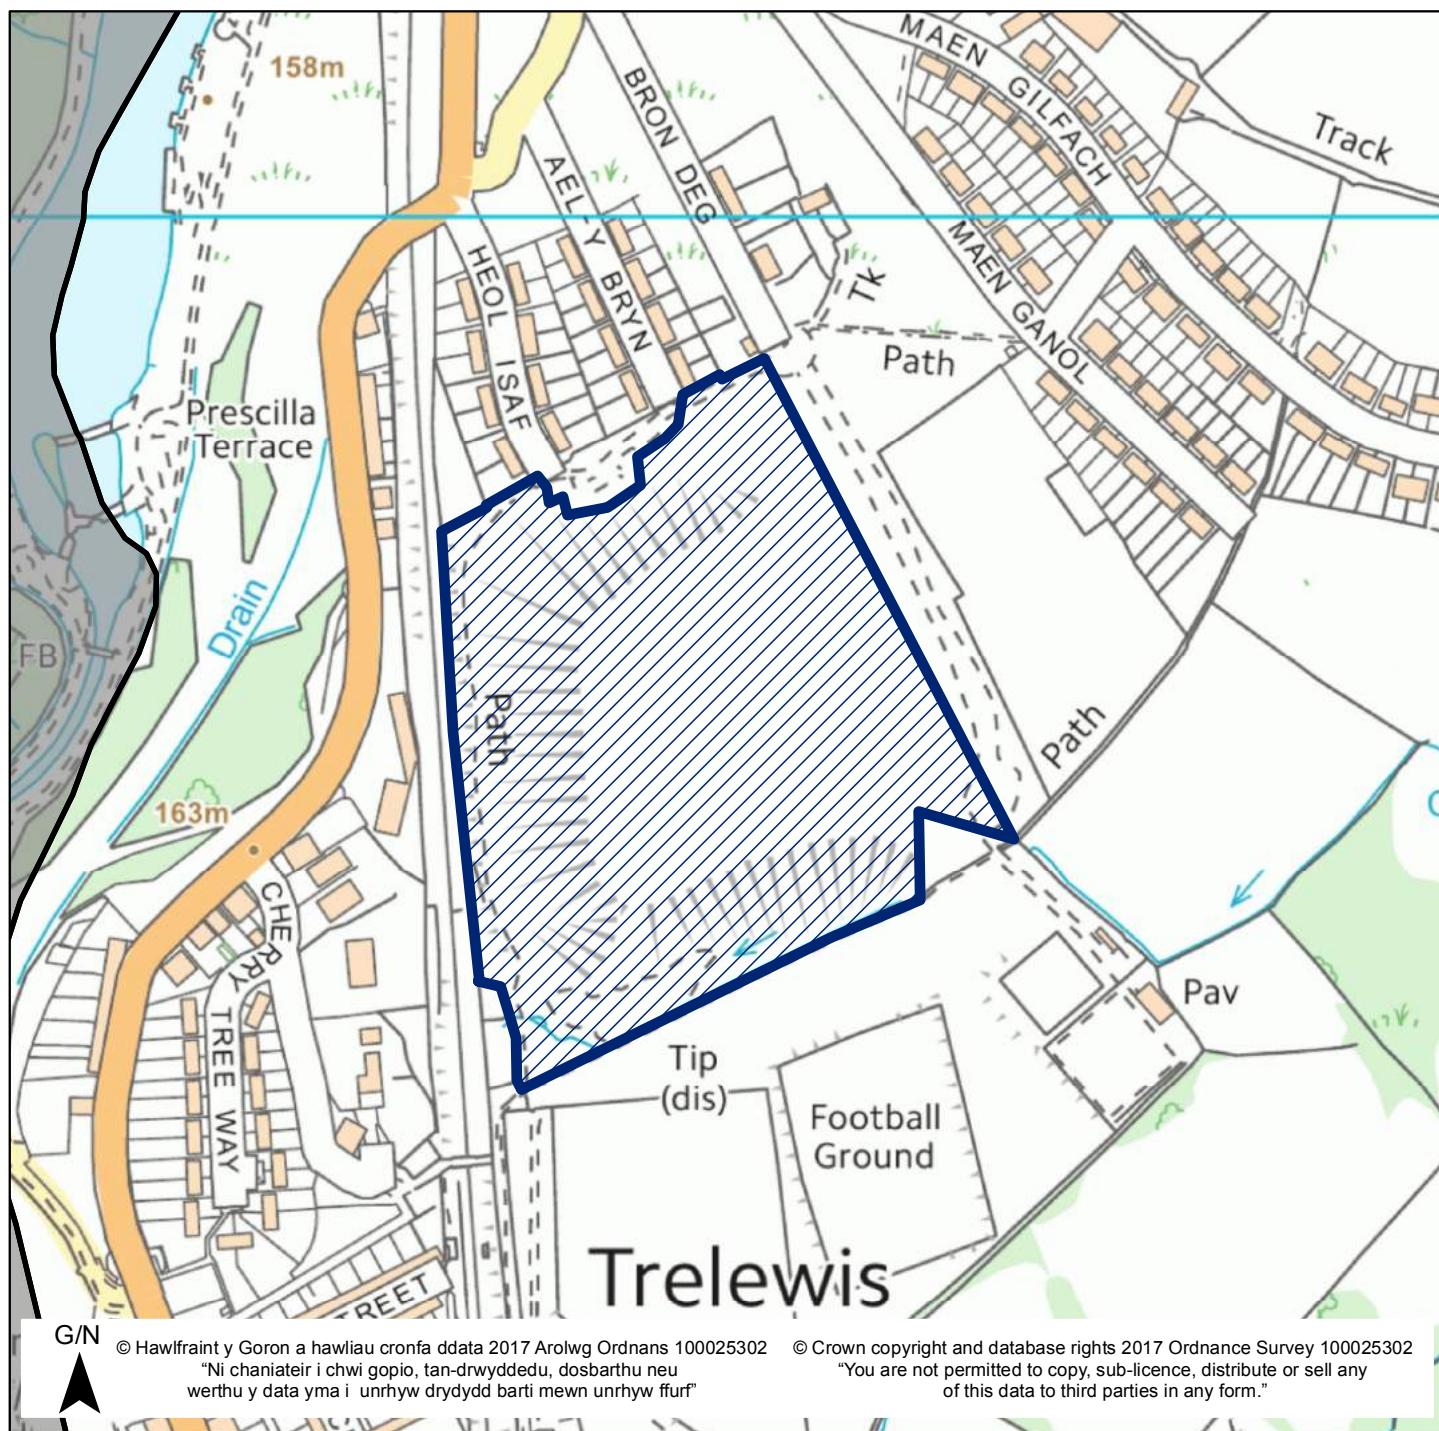 158m
MAEN GILFACH
Track
BRON DEG
AEL-Y BRYN
HEOL ISAF
MAEN GANOL
Tk
Path
Prescilla
Terrace
Drain
FB
Path
Path
163m
CHERRY TREE WAY
Pav
Tip
(dis)
Football
Ground
Trelewis
TREET
G/N
© Hawlfraint y Goron a hawliau cronfa ddata 2017 Arolwg Ordnans 100025302
“Ni chaniateir i chwi gopio, tan-drwyddedu, dosbarthu neu
werthu y data yma i unrhyw drydydd barti mewn unrhyw ffurf”
© Crown copyright and database rights 2017 Ordnance Survey 100025302
“You are not permitted to copy, sub-licence, distribute or sell any
of this data to third parties in any form.”